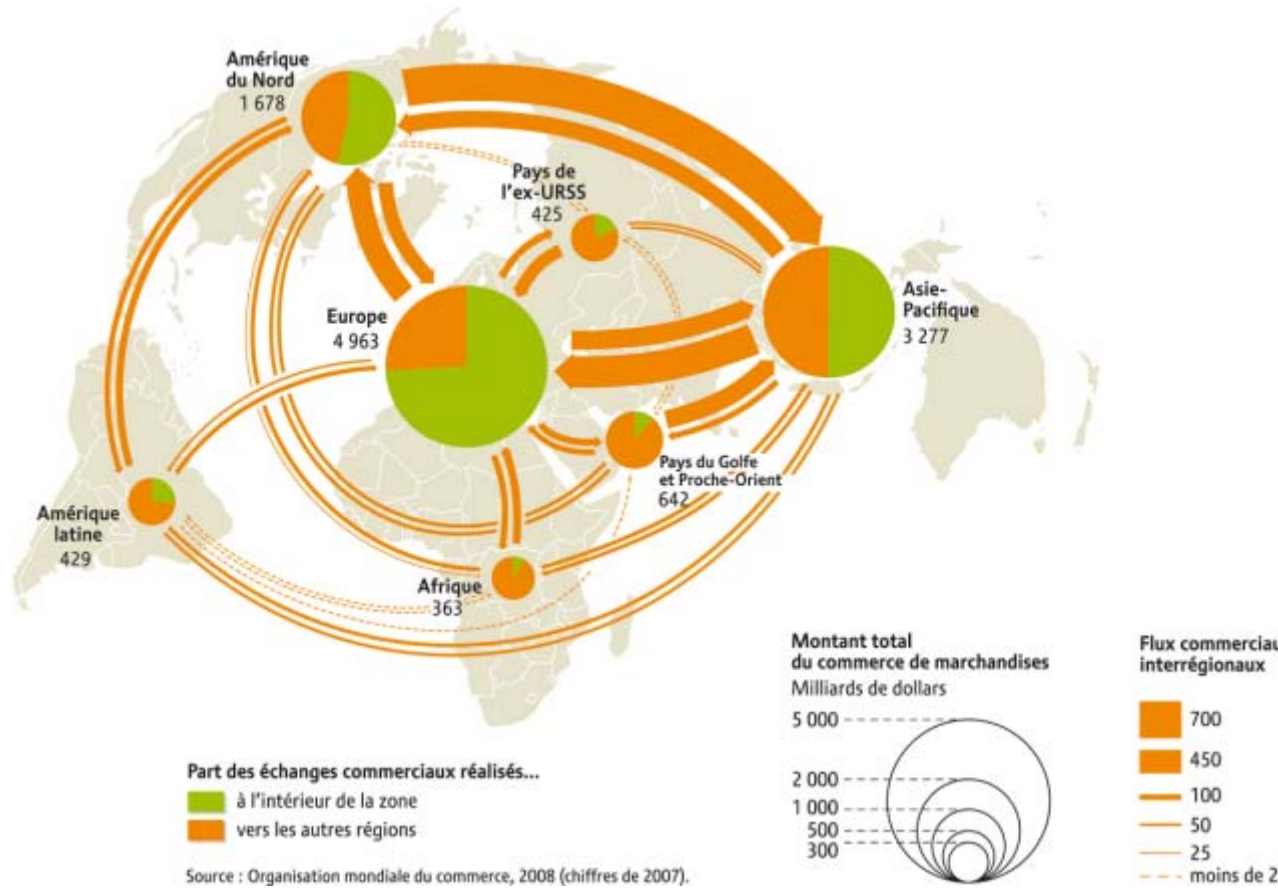 Amérique
du Nord
1 678
Pays de
l'ex-URSS
425
Europe
4 963
Asie-
Pacifique
3 277
Pays du Golfe
et Proche-Orient
642
Amérique
latine
429
Afrique
363
Part des échanges commerciaux réalisés...
à l'intérieur de la zone
vers les autres régions
Source : Organisation mondiale du commerce, 2008 (chiffres de 2007).
Montant total
du commerce de marchandises
Milliards de dollars
5 000
2 000
1 000
500
300
Flux
interrégionaux
700
450
100
50
25
moins de